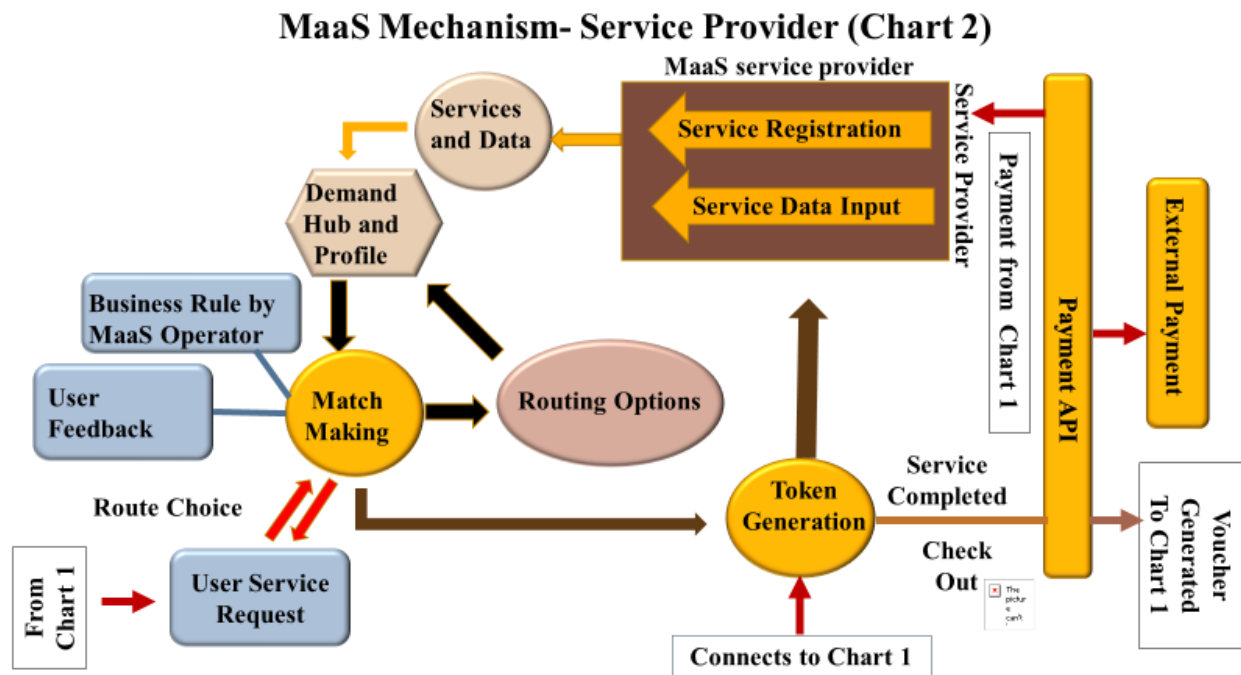 MaaS Mechanism- Service Provider (Chart 2)
MaaS service provider
Services
and Data
Service Registration
Service Data Input
Service Provider
Payment from Chart 1
Payment API
External Payment
Demand
Hub and
Profile
Business Rule by
MaaS Operator
User
Feedback
Match
Making
Routing Options
Route Choice
From
Chart 1
User Service
Request
Token
Generation
Service
Completed
Check
Out
The
pictur
e
can't
Connects to Chart 1
Voucher
Generated
To Chart 1